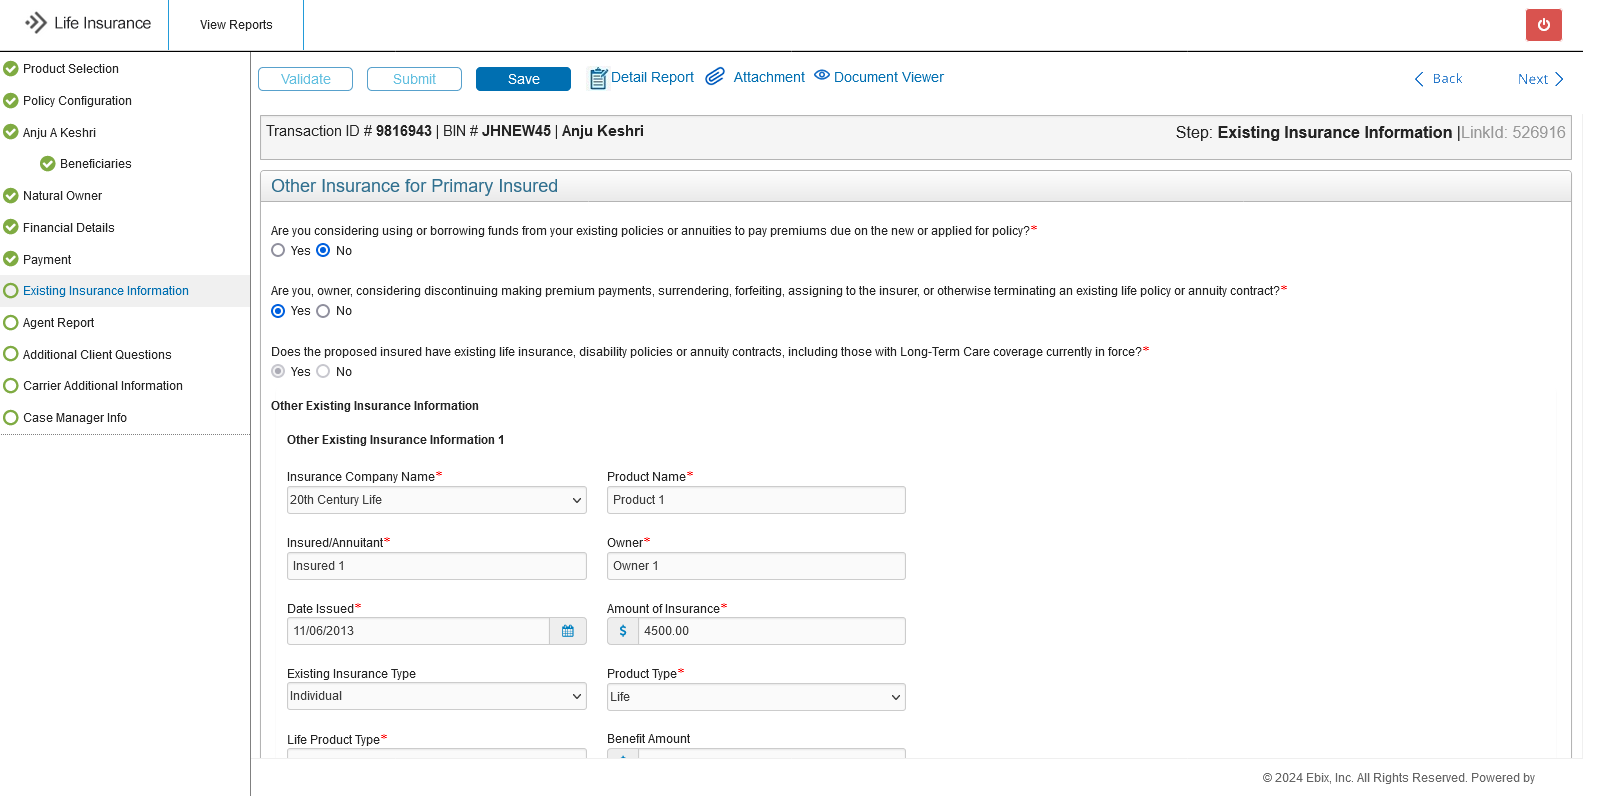 Life Insurance
View Reports
Product Selection
Policy Configuration
Anju A Keshri
Beneficiaries
Natural Owner
Financial Details
Payment
Existing Insurance Information
Agent Report
Additional Client Questions
Carrier Additional Information
Case Manager Info
Validate Submit Save Detail Report Attachment Document Viewer Back Next
Transaction ID # 9816943 | BIN # JHNEW45 | Anju Keshri
Step: Existing Insurance Information |LinkId: 526916
Other Insurance for Primary Insured
Are you considering using or borrowing funds from your existing policies or annuities to pay premiums due on the new or applied for policy?*
Yes No
Are you, owner, considering discontinuing making premium payments, surrendering, forfeiting, assigning to the insurer, or otherwise terminating an existing life policy or annuity contract?*
Yes No
Does the proposed insured have existing life insurance, disability policies or annuity contracts, including those with Long-Term Care coverage currently in force?*
Yes No
Other Existing Insurance Information
Other Existing Insurance Information 1
Insurance Company Name* Product Name*
20th Century Life Product 1
Insured/Annuitant* Owner*
Insured 1 Owner 1
Date Issued* Amount of Insurance*
11/06/2013 $ 4500.00
Existing Insurance Type Product Type*
Individual Life
Life Product Type* Benefit Amount
© 2024 Ebix, Inc. All Rights Reserved. Powered by